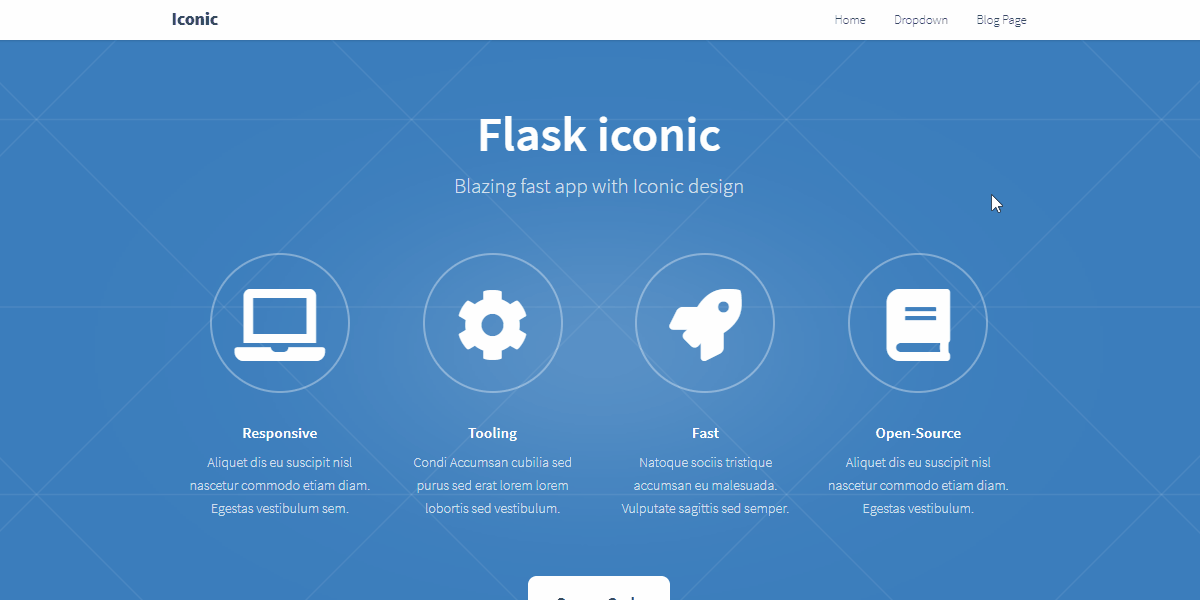 Iconic
Home Dropdown Blog Page
Flask iconic
Blazing fast app with Iconic design
Responsive
Aliquet dis eu suscipit nisl
nascetur commodo etiam diam.
Egestas vestibulum sem.
Tooling
Condi Accumsan cubilia sed
purus sed erat lorem lorem
lobortis sed vestibulum.
Fast
Natoque sociis tristique
accumsan eu malesuada.
Vulputate sagittis sed semper.
Open-Source
Aliquet dis eu suscipit nisl
nascetur commodo etiam diam.
Egestas vestibulum.